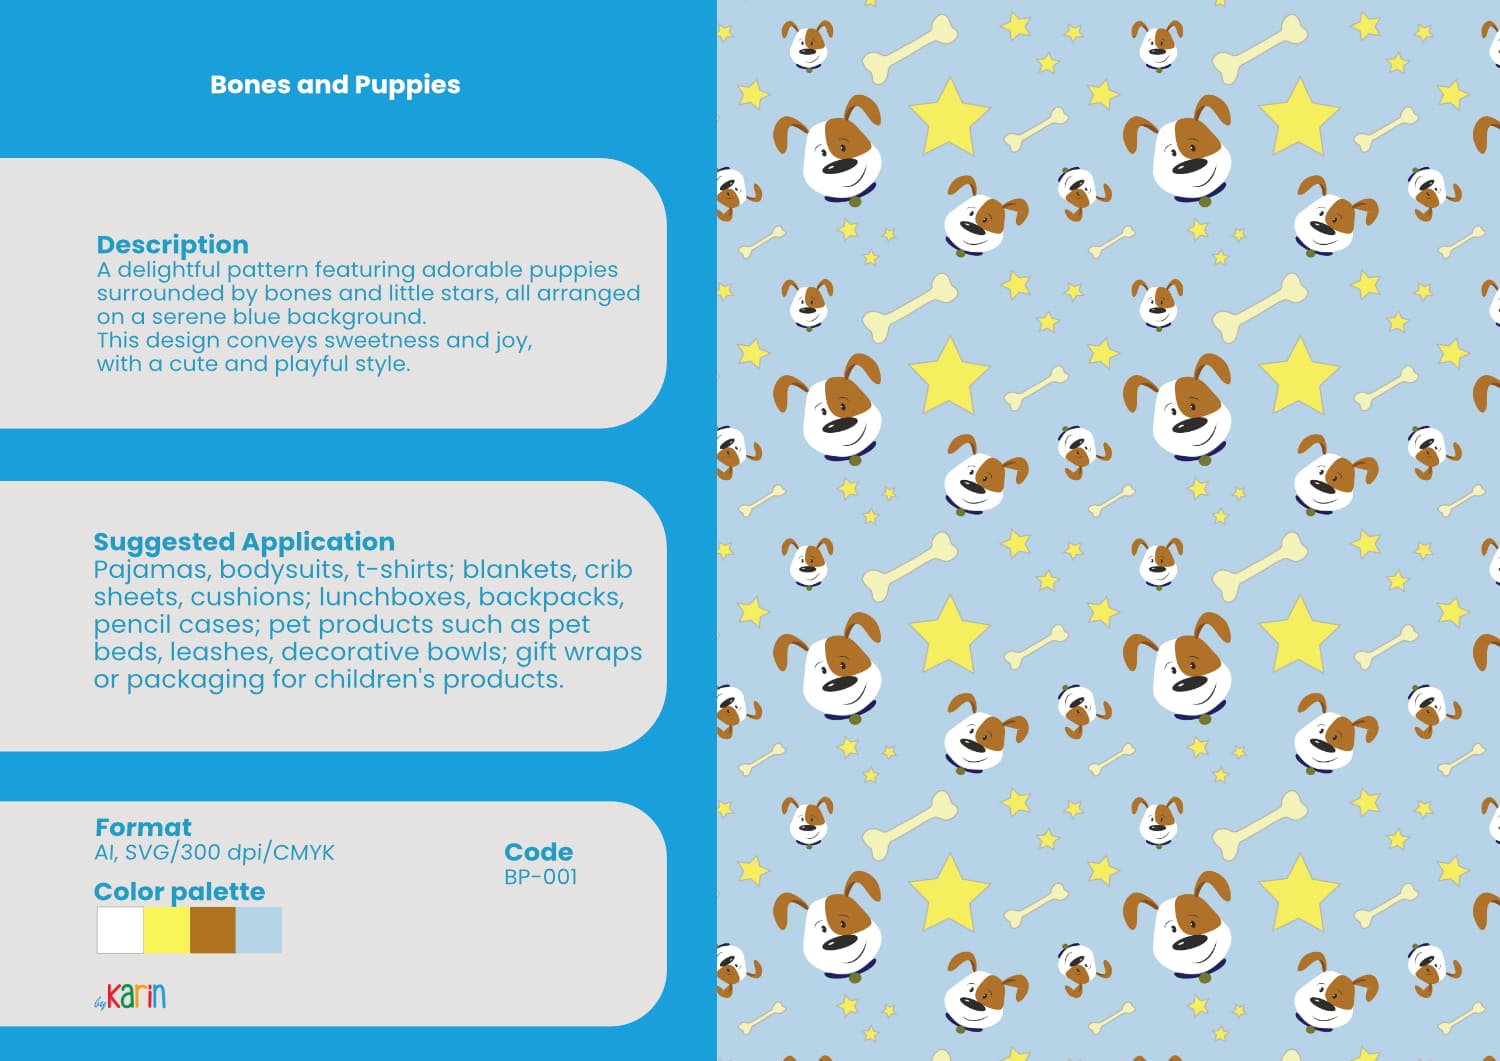 Bones and Puppies
Description
A delightful pattern featuring adorable puppies
surrounded by bones and little stars, all arranged
on a serene blue background.
This design conveys sweetness and joy,
with a cute and playful style.
Suggested Application
Pajamas, bodysuits, t-shirts; blankets, crib
sheets, cushions; lunchboxes, backpacks,
pencil cases; pet products such as pet
beds, leashes, decorative bowls; gift wraps
or packaging for children's products.
Format
AI, SVG/300 dpi/CMYK
Code
BP-001
Color palette
by Karin